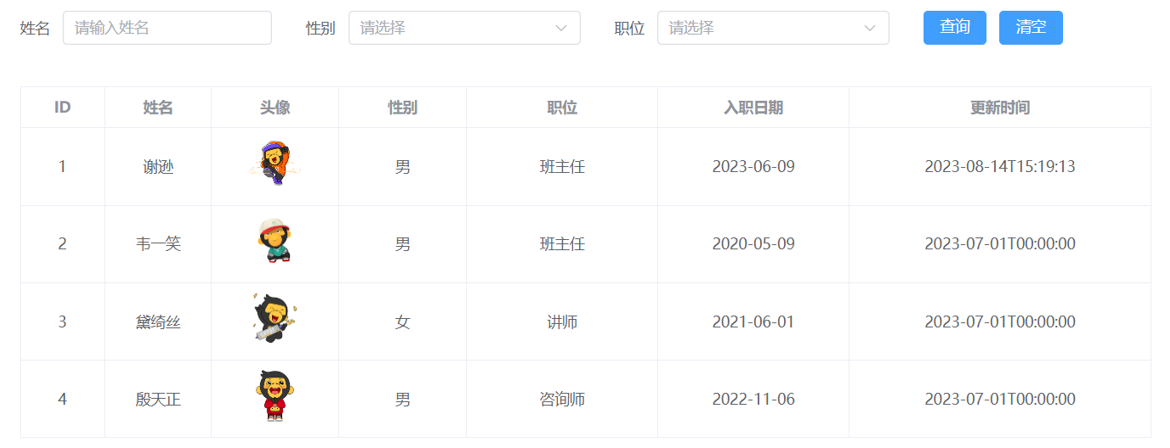 姓名 请输入姓名 性别 请选择 职位 请选择 查询 清空
ID 姓名 头像 性别 职位 入职日期 更新时间
1 谢逊 男 班主任 2023-06-09 2023-08-14T15:19:13
2 韦一笑 男 班主任 2020-05-09 2023-07-01T00:00:00
3 黛绮丝 女 讲师 2021-06-01 2023-07-01T00:00:00
4 殷天正 男 咨询师 2022-11-06 2023-07-01T00:00:00